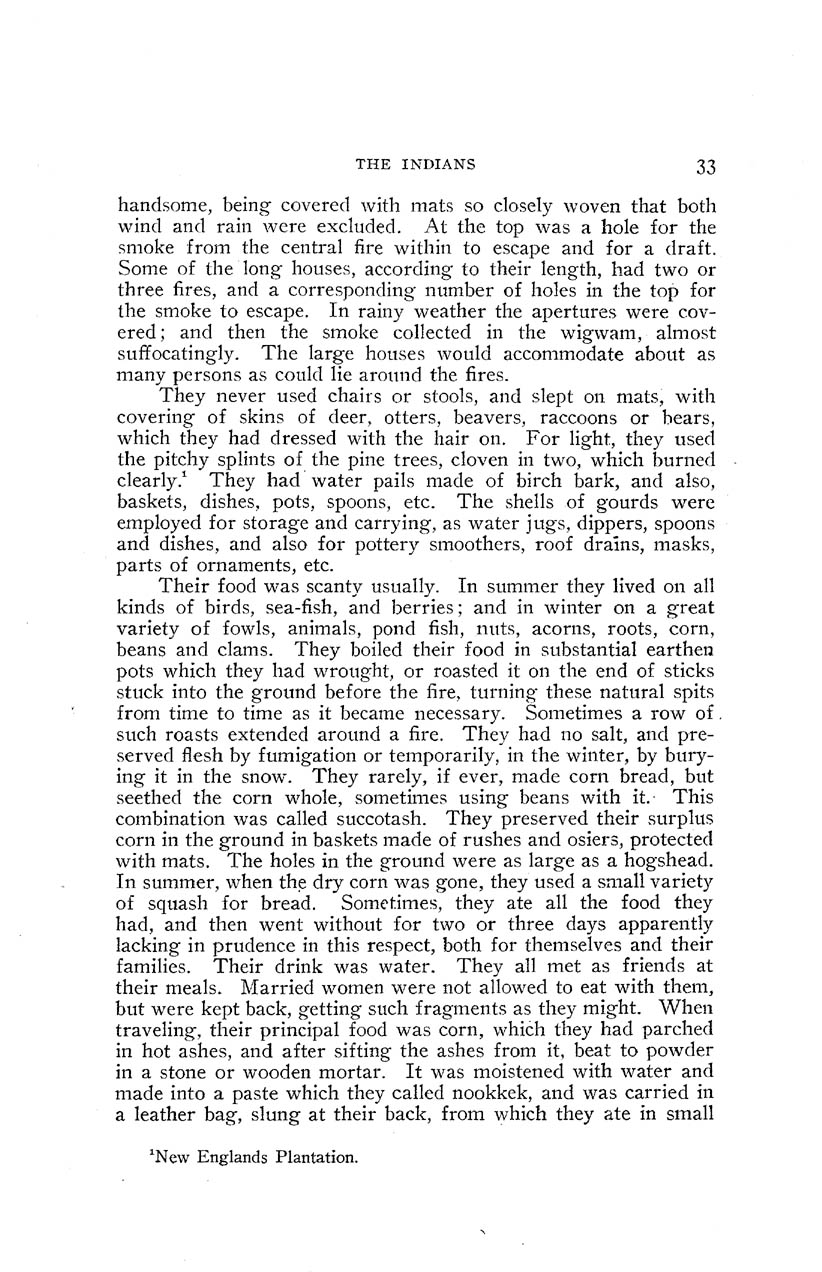 THE INDIANS 33
handsome, being covered with mats so closely woven that both
wind and rain were excluded. At the top was a hole for the
smoke from the central fire within to escape and for a draft.
Some of the long houses, according to their length, had two or
three fires, and a corresponding number of holes in the top for
the smoke to escape. In rainy weather the apertures were cov-
ered; and then the smoke collected in the wigwam, almost
suffocatingly. The large houses would accommodate about as
many persons as could lie around the fires.
They never used chairs or stools, and slept on mats, with
covering of skins of deer, otters, beavers, raccoons or bears,
which they had dressed with the hair on. For light, they used
the pitchy splints of the pine trees, cloven in two, which burned
clearly.¹ They had water pails made of birch bark, and also,
baskets, dishes, pots, spoons, etc. The shells of gourds were
employed for storage and carrying, as water jugs, dippers, spoons
and dishes, and also for pottery smoothers, roof drains, masks,
parts of ornaments, etc.
Their food was scanty usually. In summer they lived on all
kinds of birds, sea-fish, and berries; and in winter on a great
variety of fowls, animals, pond fish, nuts, acorns, roots, corn,
beans and clams. They boiled their food in substantial earthen
pots which they had wrought, or roasted it on the end of sticks
stuck into the ground before the fire, turning these natural spits
from time to time as it became necessary. Sometimes a row of
such roasts extended around a fire. They had no salt, and pre-
served flesh by fumigation or temporarily, in the winter, by bury-
ing it in the snow. They rarely, if ever, made corn bread, but
seethed the corn whole, sometimes using beans with it. This
combination was called succotash. They preserved their surplus
corn in the ground in baskets made of rushes and osiers, protected
with mats. The holes in the ground were as large as a hogshead.
In summer, when the dry corn was gone, they used a small variety
of squash for bread. Sometimes, they ate all the food they
had, and then went without for two or three days apparently
lacking in prudence in this respect, both for themselves and their
families. Their drink was water. They all met as friends at
their meals. Married women were not allowed to eat with them,
but were kept back, getting such fragments as they might. When
traveling, their principal food was corn, which they had parched
in hot ashes, and after sifting the ashes from it, beat to powder
in a stone or wooden mortar. It was moistened with water and
made into a paste which they called nookkek, and was carried in
a leather bag, slung at their back, from which they ate in small
¹New Englands Plantation.